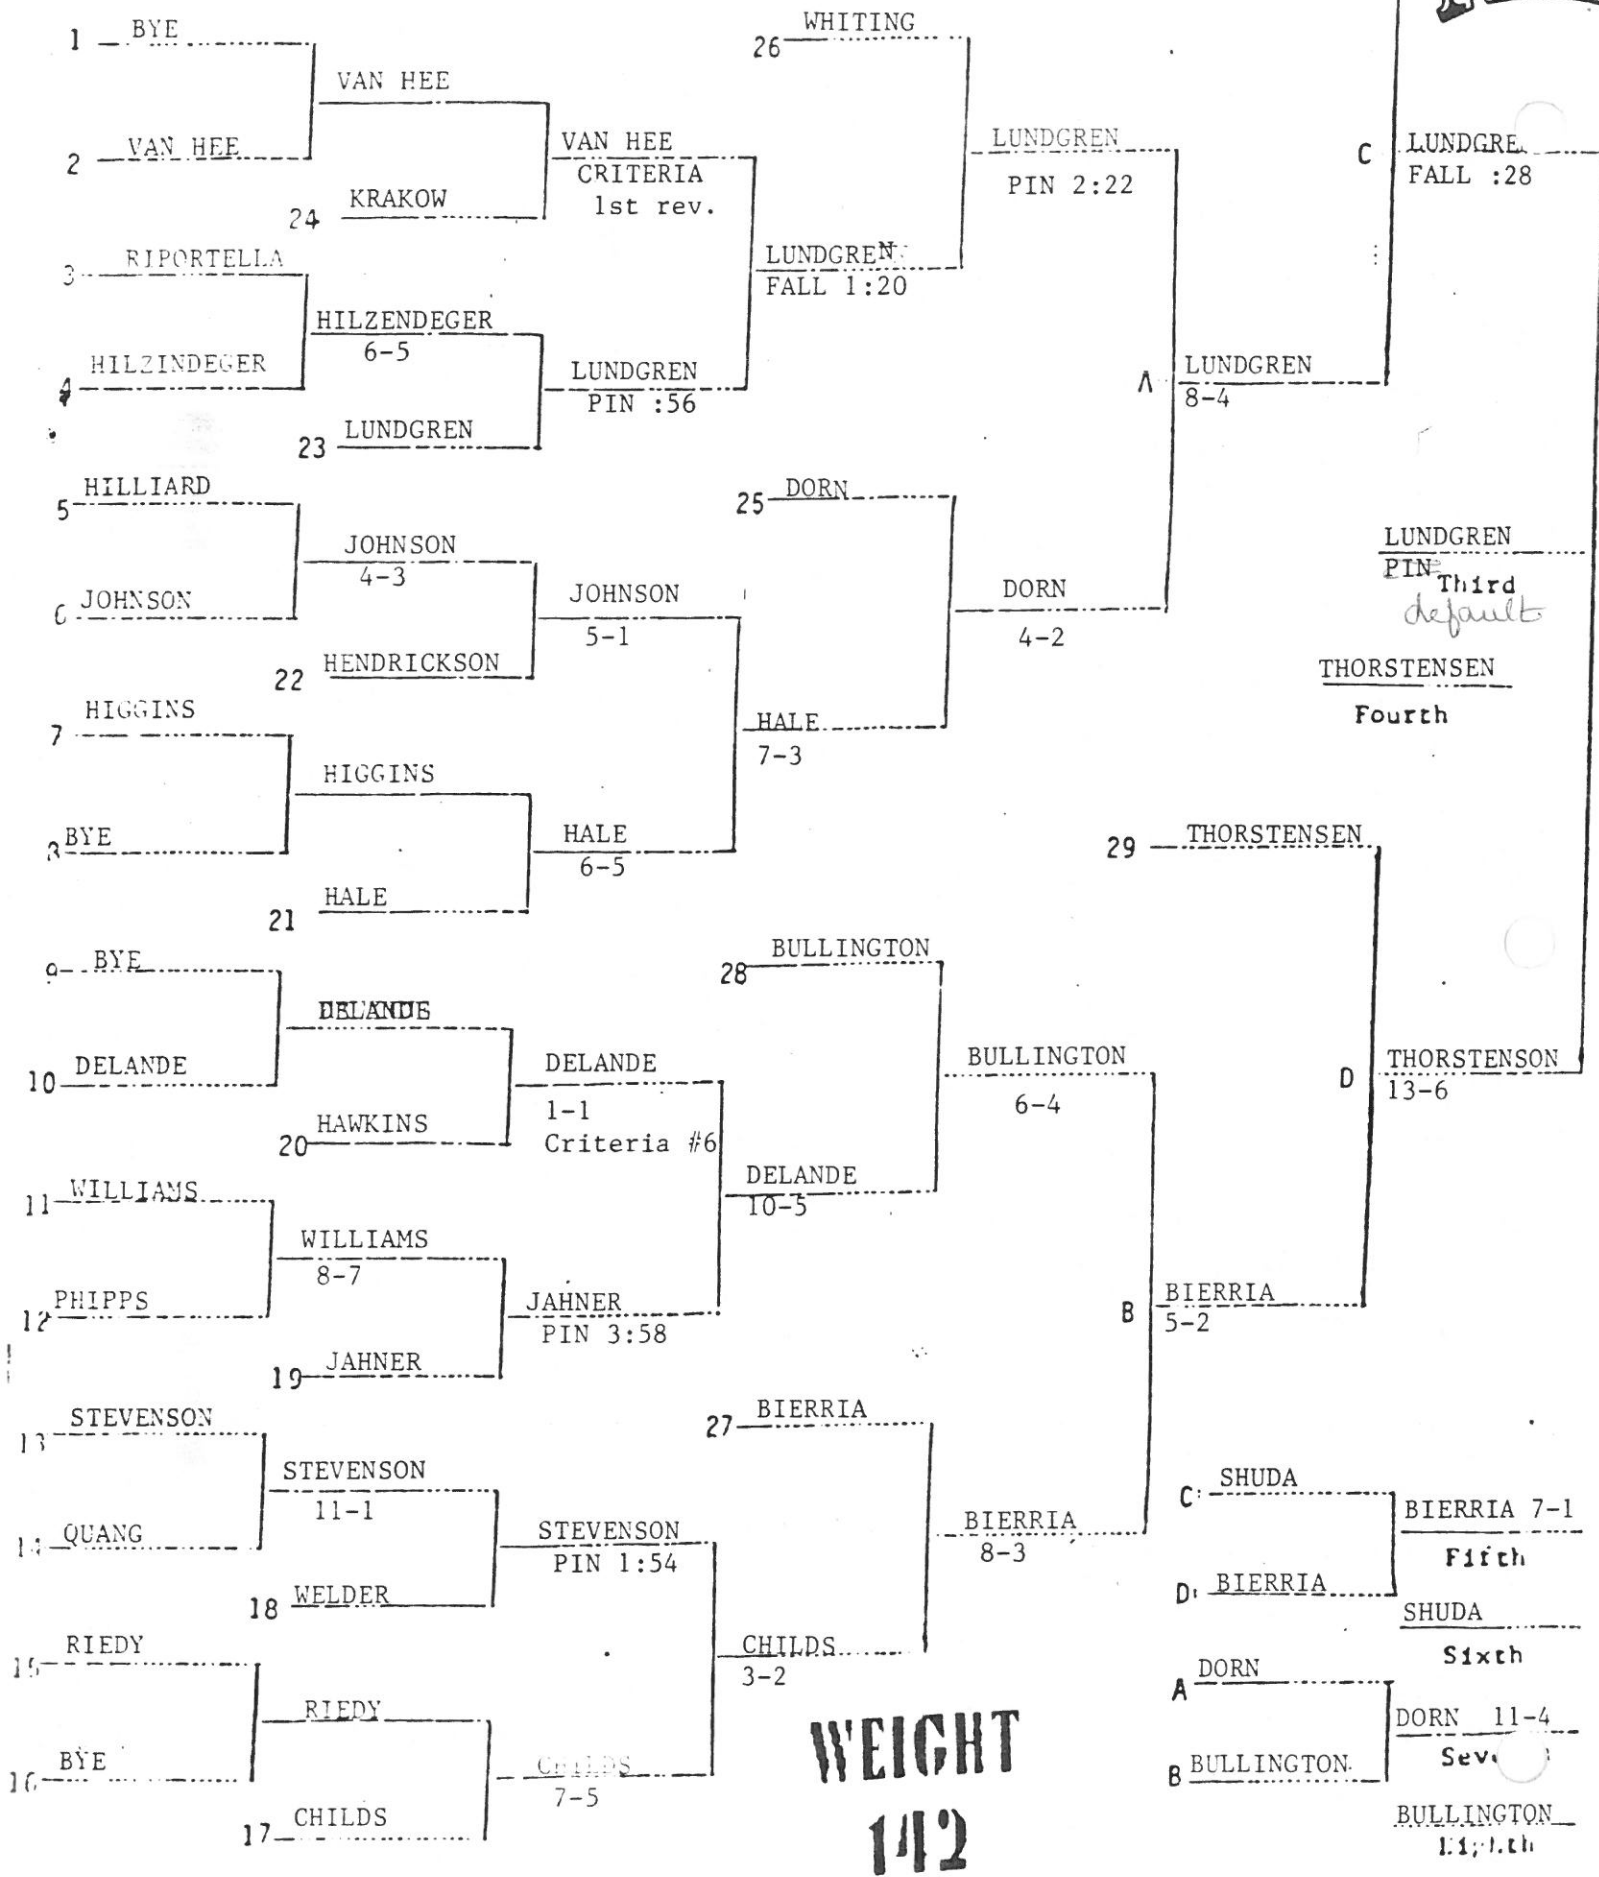 1 BYE
VAN HEE
2 VAN HEE
VAN HEE
CRITERIA
1st rev.
24 KRAKOW
3 RIPORTELLA
HILZENDEGER
6-5
4 HILZINDEGER
LUNDGREN
PIN :56
23 LUNDGREN
5 HILLIARD
JOHNSON
4-3
6 JOHNSON
JOHNSON
5-1
22 HENDRICKSON
7 HIGGINS
HIGGINS
8 BYE
HALE
6-5
21 HALE
9 BYE
DELANDE
10 DELANDE
DELANDE
1-1
Criteria #6
20 HAWKINS
11 WILLIAMS
WILLIAMS
8-7
12 PHIPPS
JAHNER
PIN 3:58
19 JAHNER
13 STEVENSON
STEVENSON
11-1
14 QUANG
STEVENSON
PIN 1:54
18 WELDER
15 RIEDY
RIEDY
16 BYE
CHILDS
7-5
17 CHILDS
26 WHITING
LUNDGREN
PIN 2:22
LUNDGREN
FALL 1:20
25 DORN
DORN
4-2
HALE
7-3
28 BULLINGTON
BULLINGTON
6-4
DELANDE
10-5
27 BIERRIA
BIERRIA
8-3
CHILDS
3-2
A LUNDGREN
8-4
C LUNDGRE
FALL :28
LUNDGREN
PIN
Third
default
THORSTENSEN
Fourth
29 THORSTENSEN
D THORSTENSON
13-6
B BIERRIA
5-2
C SHUDA
BIERRIA 7-1
Fifth
D BIERRIA
SHUDA
Sixth
A DORN
DORN 11-4
B BULLINGTON
BULLINGTON
WEIGHT
142